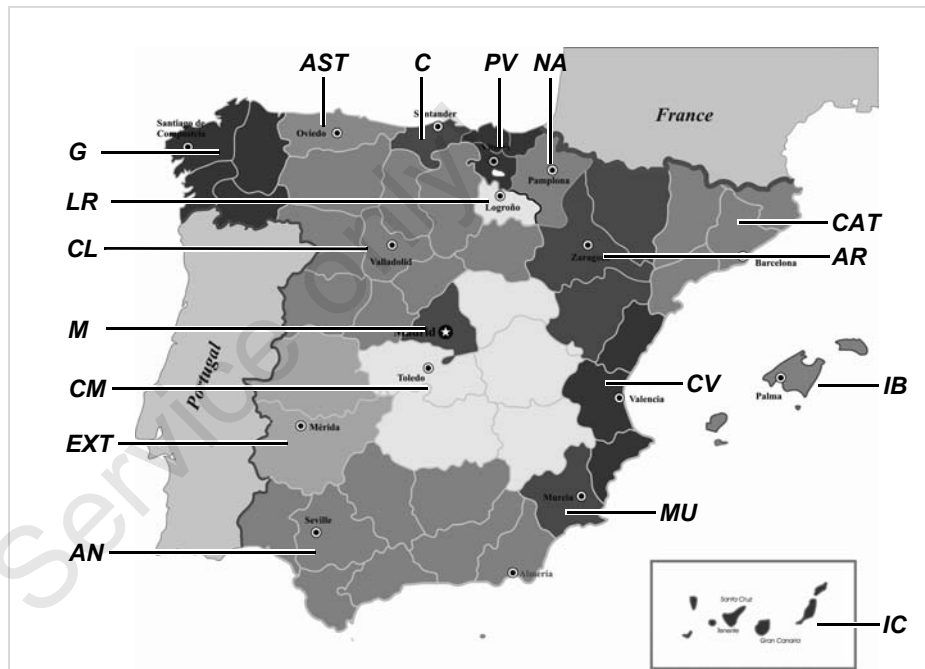 AST
C
PV
NA
Santiago de
Compostela
Oviedo
Santander
France
G
Pamplona
LR
Logroño
CAT
CL
Valladolid
AR
Barcelona
M
Madrid
Portugal
CM
Toledo
CV
Valencia
Palma
IB
EXT
Mérida
Murcia
MU
Seville
AN
Almería
Santa Cruz
Tenerife
Gran Canaria
IC
Service only